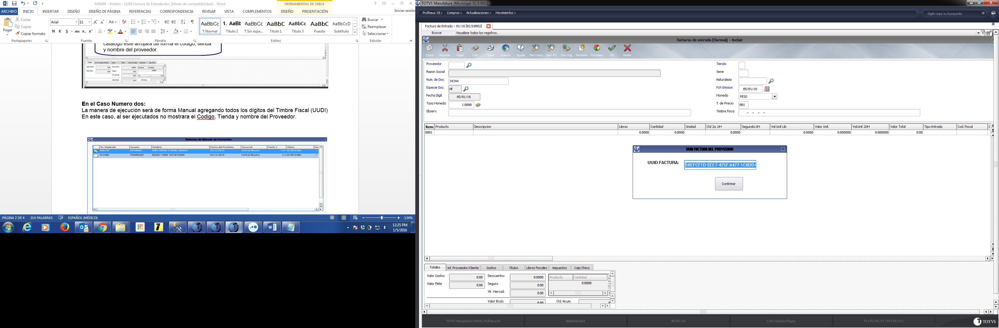 MIS099 - Boletin - UUDI Factura de Entrada.doc [Modo de compatibilidad] - Word
HERRAMIENTAS DE TABLA
Iniciar sesión
ARCHIVO INICIO INSERTAR DISEÑO DISEÑO DE PÁGINA REFERENCIAS CORRESPONDENCIA REVISAR VISTA COMPLEMENTOS DISEÑO PRESENTACIÓN
Pegar
Cortar
Copiar
Copiar formato
Portapapeles
Arial 11
N K S abc
Fuente
Párrafo
AaBbCc 1. AaBb AaBbCc AaBbC AaBbCc AaBbC AaBbCcD
¶ Normal Título 2 ¶ Sin espa... Título 1 Título 3 Puesto Subtítulo
Estilos
Buscar
Reemplazar
Seleccionar
Edición
catálogo este arrojara de forma el código, tienda
y nombre del proveedor.
Totales Inf. Proveedor/Cliente Gastos Titulos Libros Fiscales Impuestos Caja Chica
Valor Gastos 0.00 Descuentos 0.0000 Producto Cantidad
Valor Flete 0.00 Seguro 0.00 0.0000
Vlr. Mercad. 0.00
Valor Bruto 0.00 Ctd. Acum.
En el Caso Numero dos:
La manera de ejecución será de forma Manual agregando todos los dígitos del Timbre Fiscal (UUDI)
En este caso, al ser ejecutados no mostrara el Codigo, Tienda y nombre del Proveedor.
Relacion de Adeudo de Facturista
No. Empleado Usuario Nombre Fecha del Prestamo Sucursal Monto $ Status Fec
005140 DSTARNES RNES-DANNA STARNES ARANGU 15/12/2015 Central Abastos 7.47 NO APLICADO /
014400 TRODRIGUEZ RIGUEZ-TANIA YAZMIN RODRI 15/12/2015 Central Abastos 1.2 NO APLICADO /
PÁGINA 2 DE 4 214 PALABRAS ESPAÑOL (MÉXICO) 124%
12:25 PM
1/5/2016
TOTVS Manufatura (Microsiga) 02.9.0002
Protheus 10 > Compras > Actualizaciones > Movimientos >
Digite aqui su busqueda
Factura de Entrada - 01/16 [02.9.0002]
Buscar Visualizar todos los registros...
Facturas de entrada (Normal) - Incluir
Copiar Recortar Pegar Calc Spool Entorno Ayuda Ped Comp Item PC Doc Orig Remision Prorrateo OK Anular
Proveedor Tienda
Razon Social Serie
Num. de Doc. 34344 Naturaleza
Especie Doc. NF Fch Emision 05/01/16
Fecha Digit. 05/01/16 Moneda PESO
Tasa Moneda 1.0000 T. de Precio 001
Observ. Timbre Fisca - - - -
Item Producto Descripcion Libras Cantidad Unidad Ctd 2a. UM Segunda UM Val Unit Lib Valor Unit. Val.Unit 2UM Valor Total Tipo Entrada Cod. Fiscal D
0001 0.0000 0.0000 0.0000 0.0000 0.000000 0.000000 0.00
UUID FACTURA DEL PROVEEDOR
UUID FACTURA: 58EFCF1D-5EE7-425F-A477-1C0DD4
Confirmar
Totales Inf. Proveedor/Cliente Gastos Titulos Libros Fiscales Impuestos Caja Chica
Valor Gastos 0.00 Descuentos 0.0000 Producto Cantidad
Valor Flete 0.00 Seguro 0.00 0.0000
Vlr. Mercad. 0.00
Valor Bruto 0.00 Ctd. Acum. 0
TOTVS Manufatura MSSQL Protheus10 Administrador 05/01/16 Ccfn/Tijuana Playas F4 | F5 | F6 | F7 | F8 | F9 | F12
TOTVS